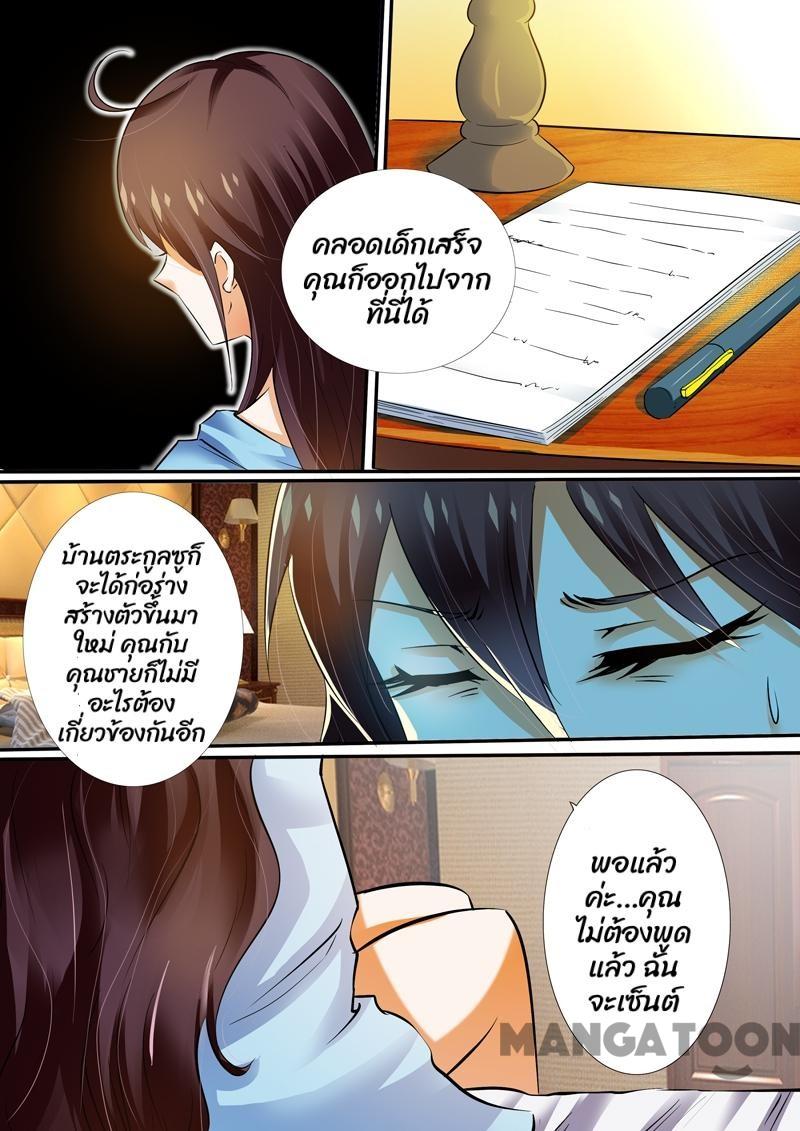 คลอดเด็กเสร็จ
คุณก็ออกไปจาก
ที่นี่ได้
บ้านตระกูลซูก็
จะได้ก่อร่าง
สร้างตัวขึ้นมา
ใหม่ คุณกับ
คุณชายก็ไม่มี
อะไรต้อง
เกี่ยวข้องกันอีก
พอแล้ว
ค่ะ...คุณ
ไม่ต้องพูด
แล้ว ฉัน
จะเซ็นต์
MANGATOON